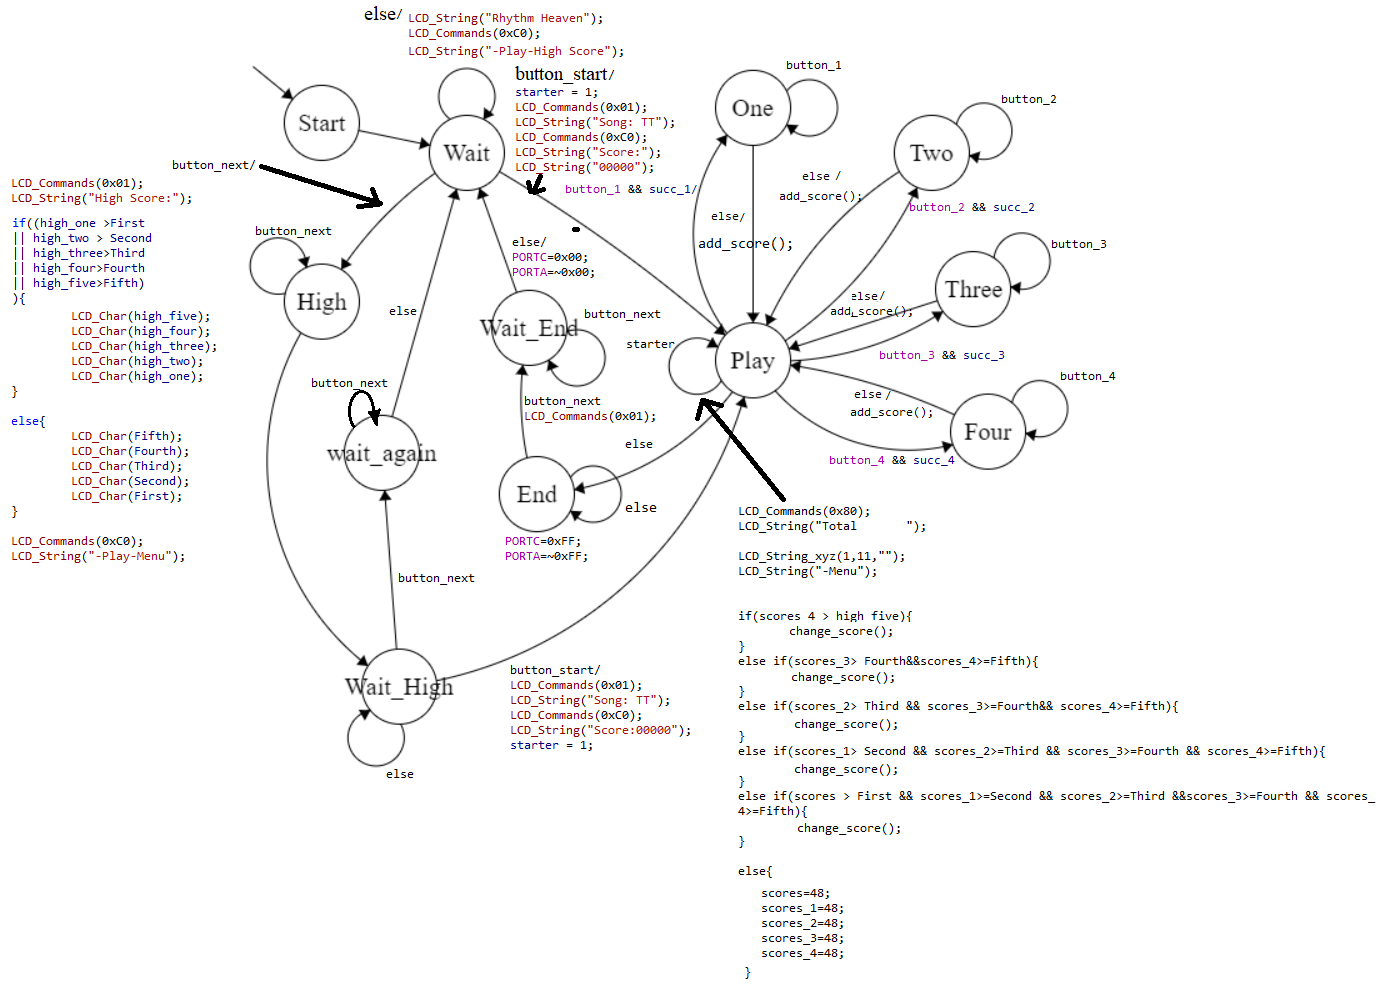 else/ LCD_String("Rhythm Heaven");
LCD_Commands(0xC0);
LCD_String("-Play-High Score");
button_start/
starter = 1;
LCD_Commands(0x01);
LCD_String("Song: TT");
LCD_Commands(0xC0);
LCD_String("Score:");
LCD_String("00000");
button_1
One
button_2
Two
Start
Wait
button_next/
LCD_Commands(0x01);
LCD_String("High Score:");
if((high_one >First
|| high_two > Second
|| high_three>Third
|| high_four>Fourth
|| high_five>Fifth)
){
LCD_Char(high_five);
LCD_Char(high_four);
LCD_Char(high_three);
LCD_Char(high_two);
LCD_Char(high_one);
}
else{
LCD_Char(Fifth);
LCD_Char(Fourth);
LCD_Char(Third);
LCD_Char(Second);
LCD_Char(First);
}
LCD_Commands(0xC0);
LCD_String("-Play-Menu");
button_1 && succ_1/
else /
add_score();
button_2 && succ_2
else/
add_score();
button_next
High
else/
PORTC=0x00;
PORTA=~0x00;
button_3
Three
else/
add_score();
button_3 && succ_3
else
Wait_End
button_next
starter
Play
button_4
button_next
button_next
LCD_Commands(0x01);
else /
add_score();
Four
button_4 && succ_4
wait_again
else
End
else
PORTC=0xFF;
PORTA=~0xFF;
button_next
Wait_High
else
button_start/
LCD_Commands(0x01);
LCD_String("Song: TT");
LCD_Commands(0xC0);
LCD_String("Score:00000");
starter = 1;
LCD_Commands(0x80);
LCD_String("Total       ");
LCD_String_xyz(1,11,"");
LCD_String("-Menu");
if(scores 4 > high five){
change_score();
}
else if(scores_3> Fourth&&scores_4>=Fifth){
change_score();
}
else if(scores_2> Third && scores_3>=Fourth&& scores_4>=Fifth){
change_score();
}
else if(scores_1> Second && scores_2>=Third && scores_3>=Fourth && scores_4>=Fifth){
change_score();
}
else if(scores > First && scores_1>=Second && scores_2>=Third &&scores_3>=Fourth && scores_
4>=Fifth){
change_score();
}
else{
scores=48;
scores_1=48;
scores_2=48;
scores_3=48;
scores_4=48;
}